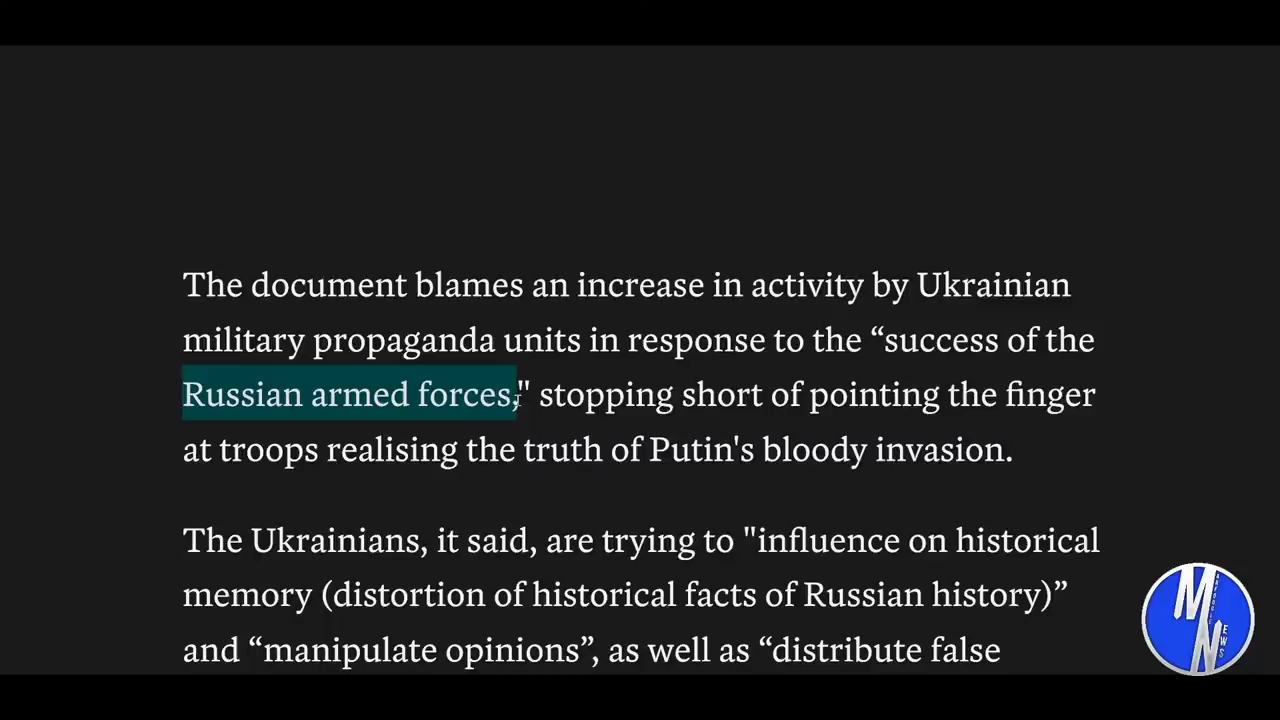 The document blames an increase in activity by Ukrainian
military propaganda units in response to the “success of the
Russian armed forces," stopping short of pointing the finger
at troops realising the truth of Putin's bloody invasion.
The Ukrainians, it said, are trying to "influence on historical
memory (distortion of historical facts of Russian history)”
and “manipulate opinions”, as well as “distribute false
M
N
EWS